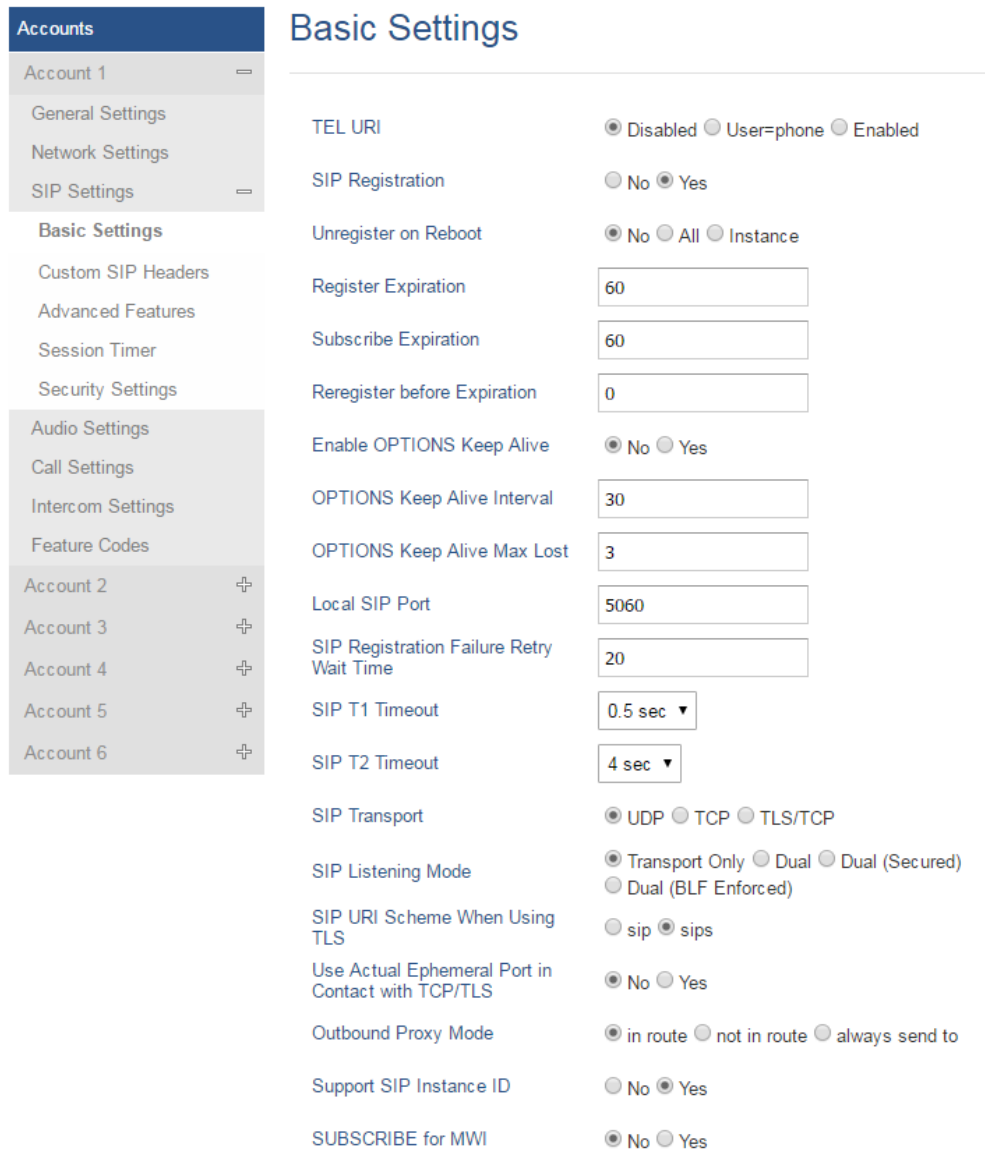 Accounts
Account 1
General Settings
Network Settings
SIP Settings
Basic Settings
Custom SIP Headers
Advanced Features
Session Timer
Security Settings
Audio Settings
Call Settings
Intercom Settings
Feature Codes
Account 2
Account 3
Account 4
Account 5
Account 6
Basic Settings
TEL URI Disabled User=phone Enabled
SIP Registration No Yes
Unregister on Reboot No All Instance
Register Expiration 60
Subscribe Expiration 60
Reregister before Expiration 0
Enable OPTIONS Keep Alive No Yes
OPTIONS Keep Alive Interval 30
OPTIONS Keep Alive Max Lost 3
Local SIP Port 5060
SIP Registration Failure Retry
Wait Time 20
SIP T1 Timeout 0.5 sec
SIP T2 Timeout 4 sec
SIP Transport UDP TCP TLS/TCP
SIP Listening Mode Transport Only Dual Dual (Secured)
Dual (BLF Enforced)
SIP URI Scheme When Using
TLS sip sips
Use Actual Ephemeral Port in
Contact with TCP/TLS No Yes
Outbound Proxy Mode in route not in route always send to
Support SIP Instance ID No Yes
SUBSCRIBE for MWI No Yes